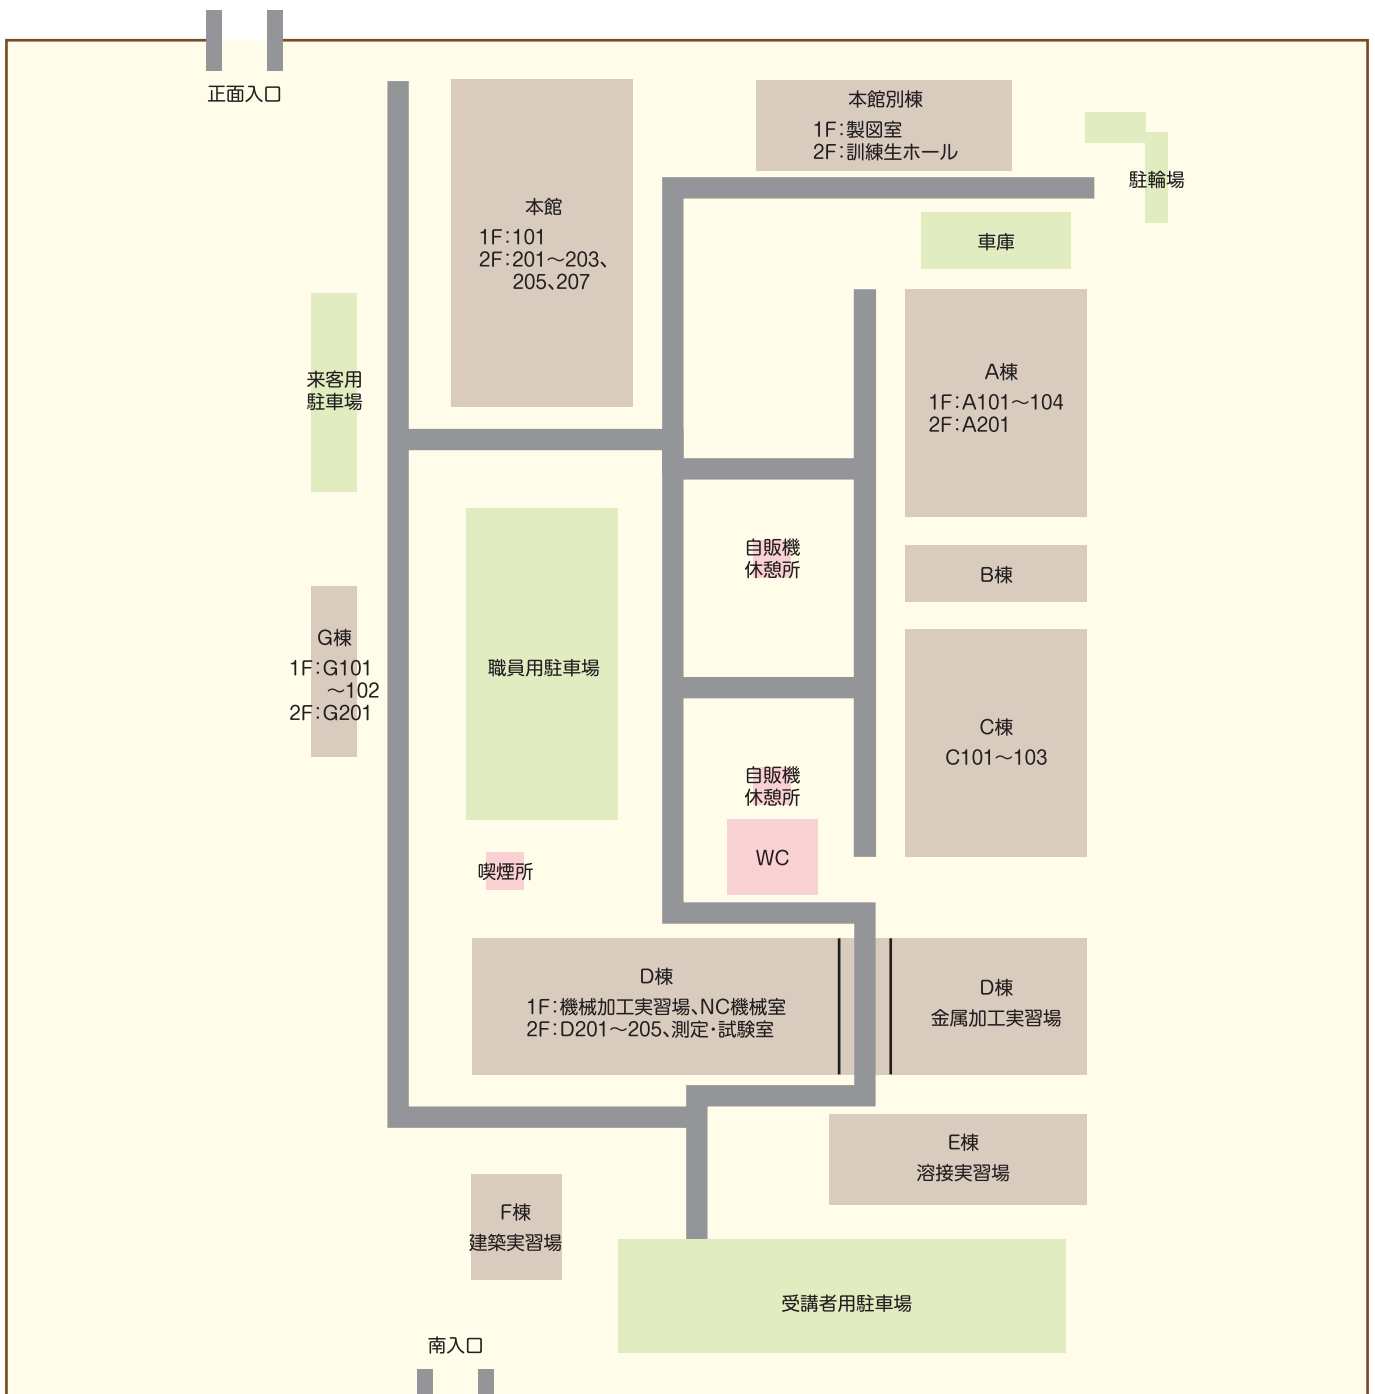 正面入口
本館別棟
1F:製図室
2F:訓練生ホール
駐輪場
本館
1F:101
2F:201～203、
205、207
車庫
来客用
駐車場
A棟
1F:A101～104
2F:A201
自販機
休憩所
B棟
G棟
1F:G101
～102
2F:G201
職員用駐車場
C棟
C101～103
自販機
休憩所
WC
喫煙所
D棟
1F:機械加工実習場、NC機械室
2F:D201～205、測定・試験室
D棟
金属加工実習場
E棟
溶接実習場
F棟
建築実習場
受講者用駐車場
南入口